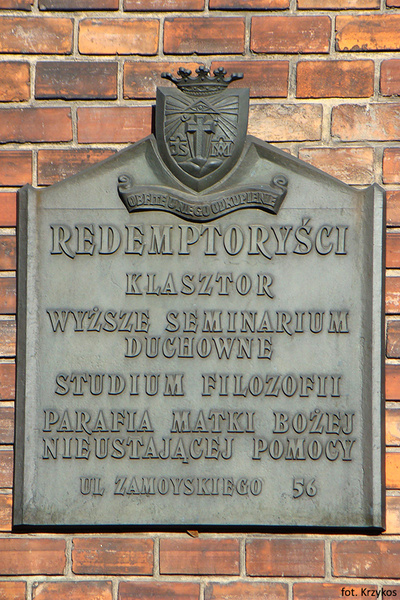 OBFITE U NIEGO ODKUPIENIE
REDEMPTORYŚCI
KLASZTOR
WYŻSZE SEMINARIUM
DUCHOWNE
STUDIUM FILOZOFII
PARAFIA MATKI BOŻEJ
NIEUSTAJĄCEJ POMOCY
UL ZAMOYSKIEGO 56
fot. Krzykos